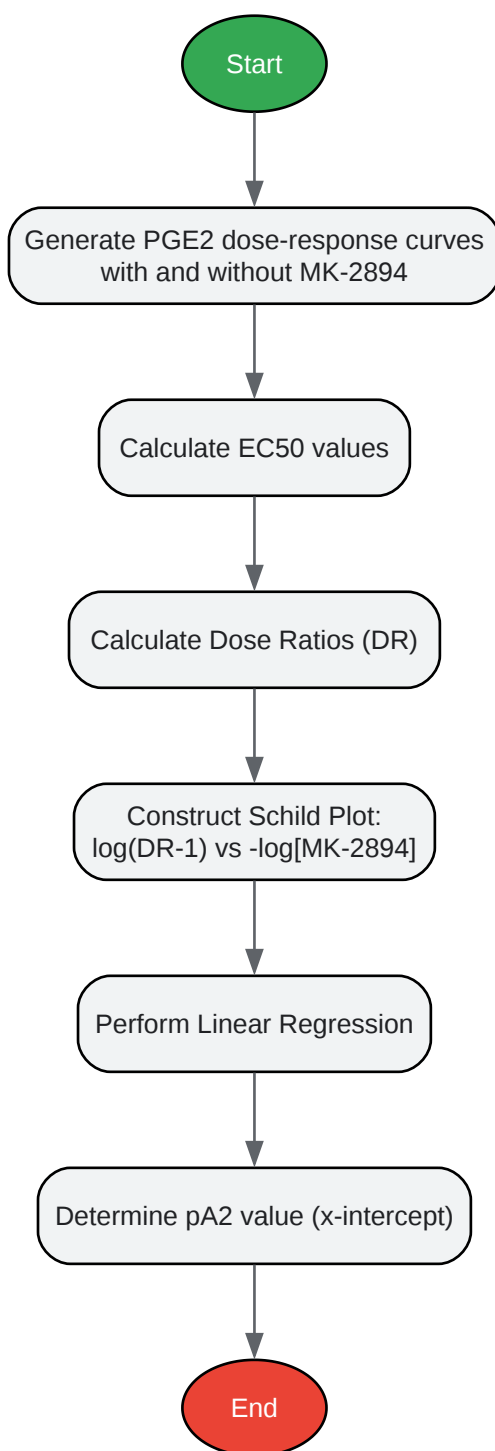 Start
Generate PGE2 dose-response curves
with and without MK-2894
Calculate EC50 values
Calculate Dose Ratios (DR)
Construct Schild Plot:
log(DR-1) vs -log[MK-2894]
Perform Linear Regression
Determine pA2 value (x-intercept)
End